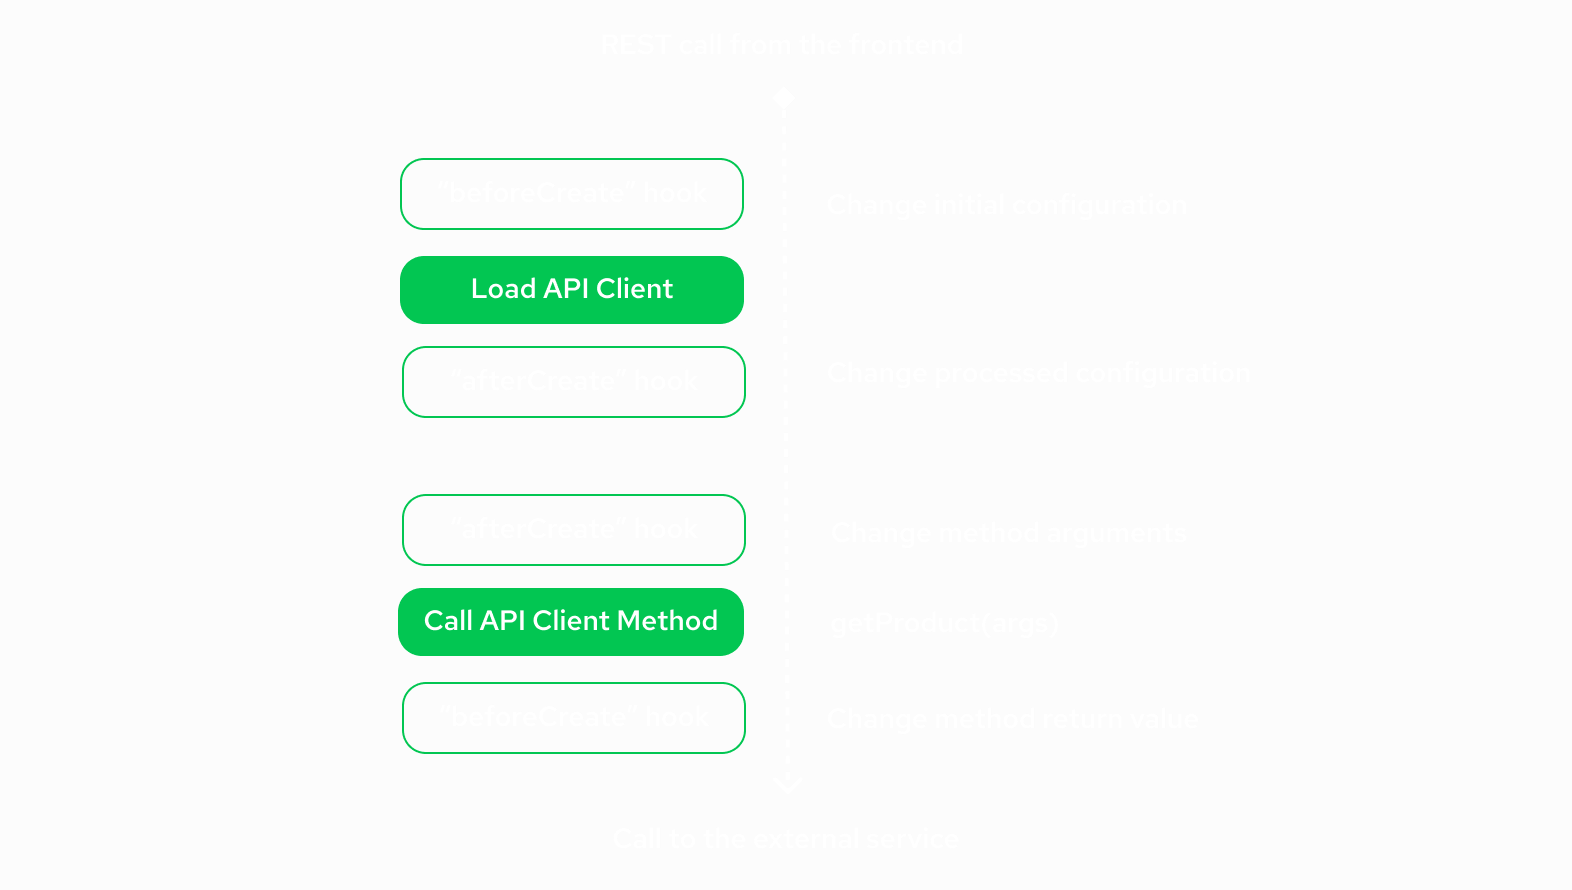 REST call from the frontend
"beforeCreate" hook
Change initial configuration
Load API Client
"afterCreate" hook
Change processed configuration
"afterCreate" hook
Change method arguments
Call API Client Method
getProduct(args)
"beforeCreate" hook
Change method return value
Call to the external service